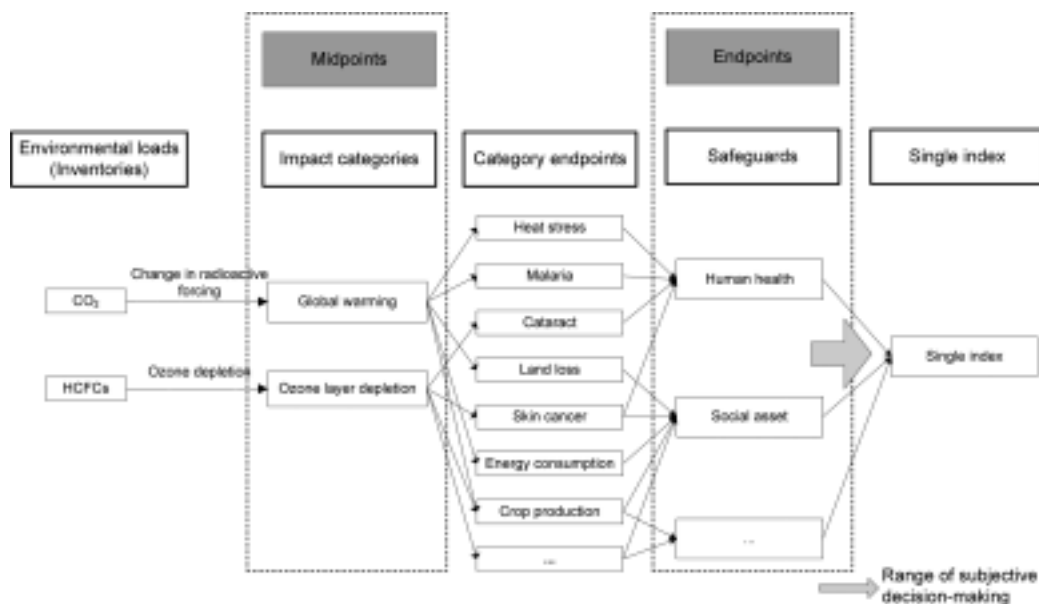 Midpoints
Endpoints
Environmental loads
(Inventories)
Impact categories
Category endpoints
Safeguards
Single index
Heat stress
Malaria
Cataract
Land loss
Skin cancer
Energy consumption
Crop production
...
CO₂
Change in radioactive
forcing
Global warming
HCFCs
Ozone depletion
Ozone layer depletion
Human health
Social asset
...
Single index
Range of subjective
decision-making